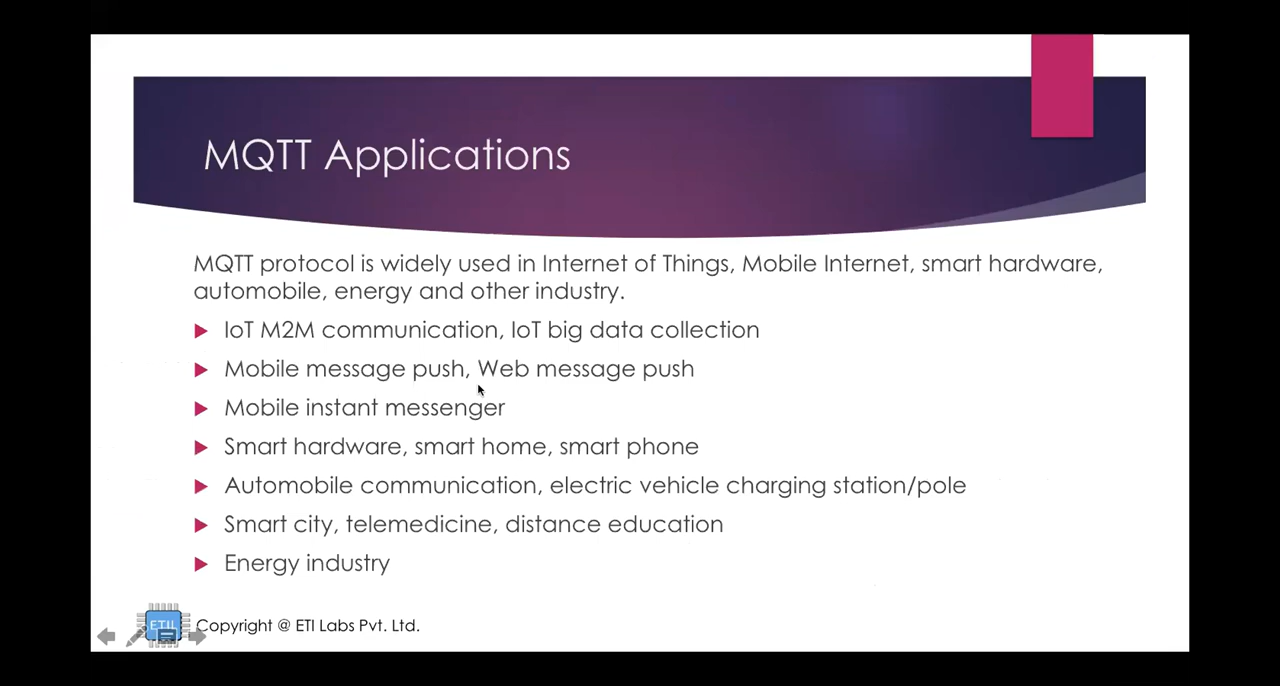 MQTT Applications
MQTT protocol is widely used in Internet of Things, Mobile Internet, smart hardware,
automobile, energy and other industry.
IoT M2M communication, IoT big data collection
Mobile message push, Web message push
Mobile instant messenger
Smart hardware, smart home, smart phone
Automobile communication, electric vehicle charging station/pole
Smart city, telemedicine, distance education
Energy industry
ETIL
Copyright @ ETI Labs Pvt. Ltd.